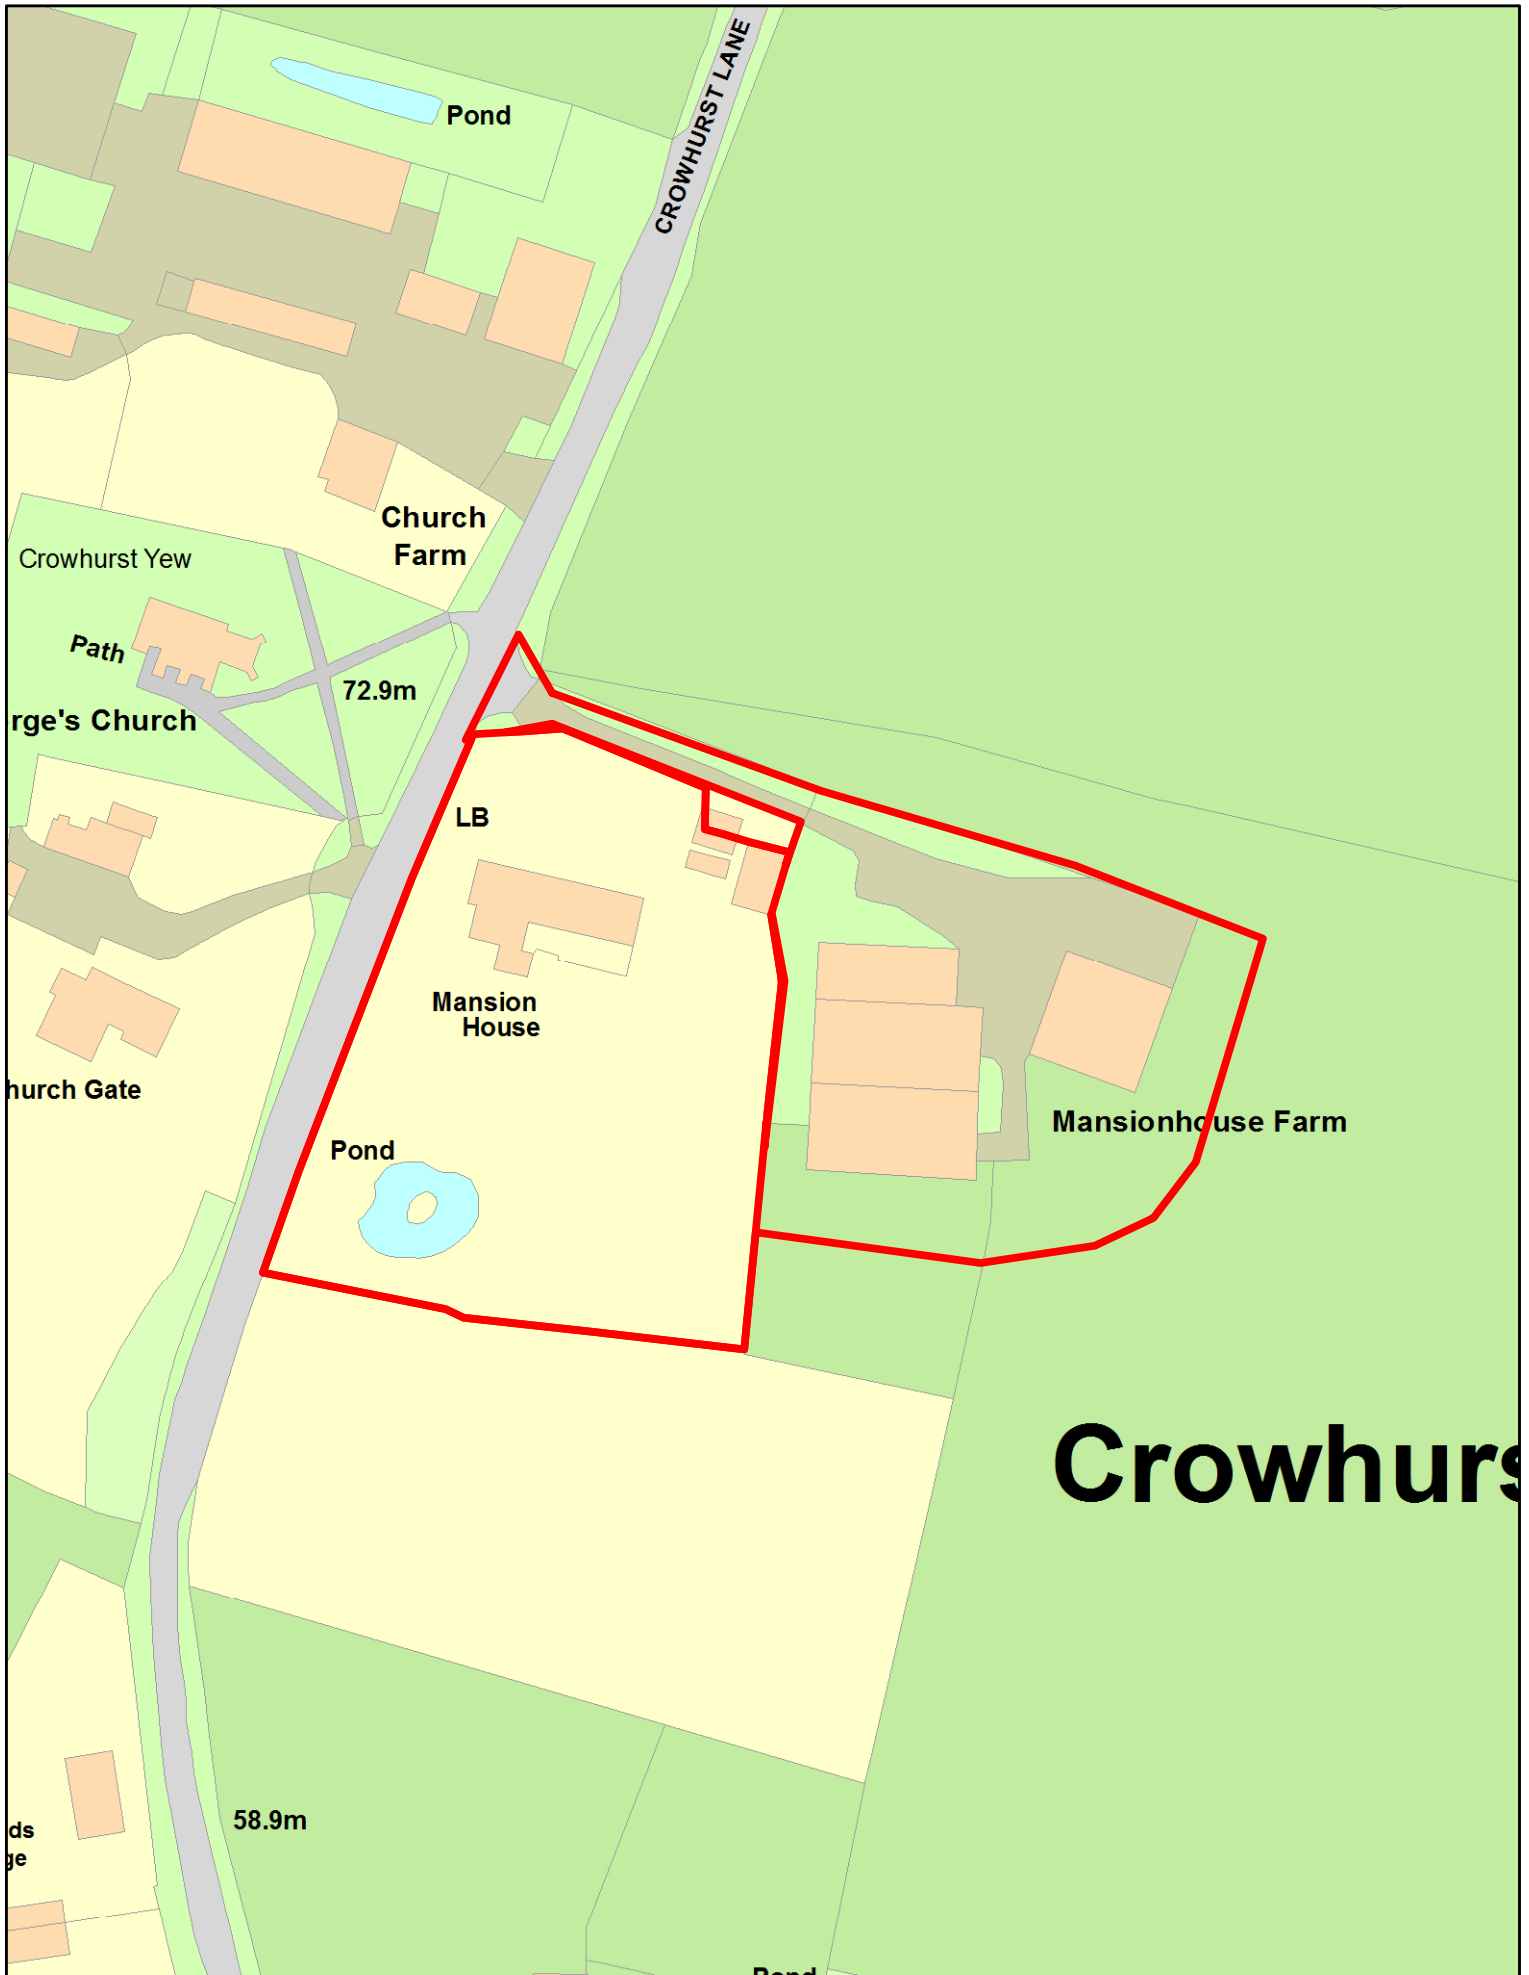 Pond
CROWHURST LANE
Church
Farm
Crowhurst Yew
Path
72.9m
rge's Church
LB
Mansion
House
hurch Gate
Mansionhouse Farm
Pond
Crowhurs
58.9m
ds
ge
Pond